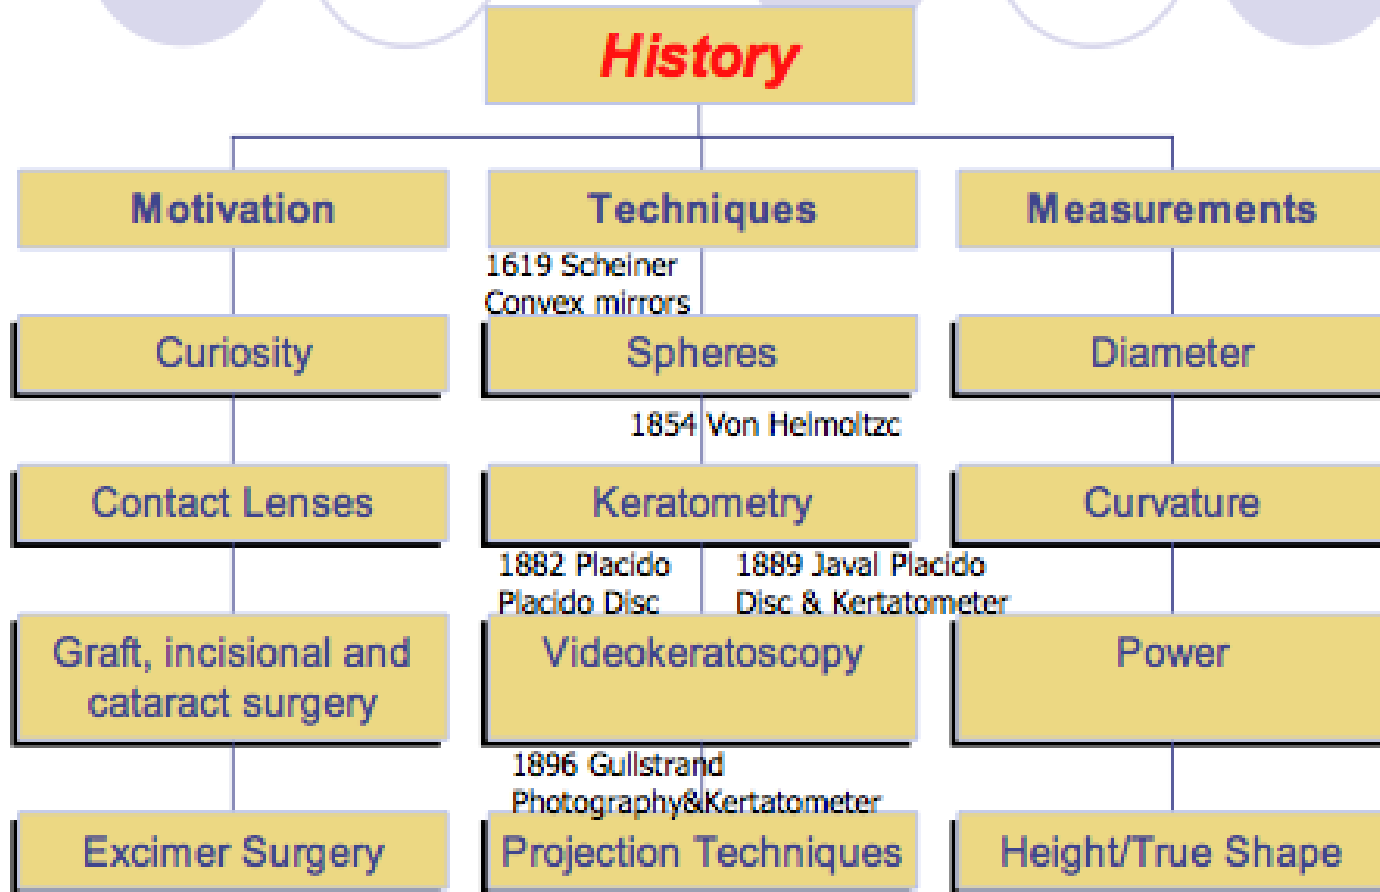 History
Motivation
Techniques
Measurements
1619 Scheiner
Convex mirrors
Curiosity
Spheres
Diameter
1854 Von Helmoltzc
Contact Lenses
Keratometry
Curvature
1882 Placido
Placido Disc
1889 Javal Placido
Disc & Kertatometer
Graft, incisional and
cataract surgery
Videokeratoscopy
Power
1896 Gullstrand
Photography&Kertatometer
Excimer Surgery
Projection Techniques
Height/True Shape